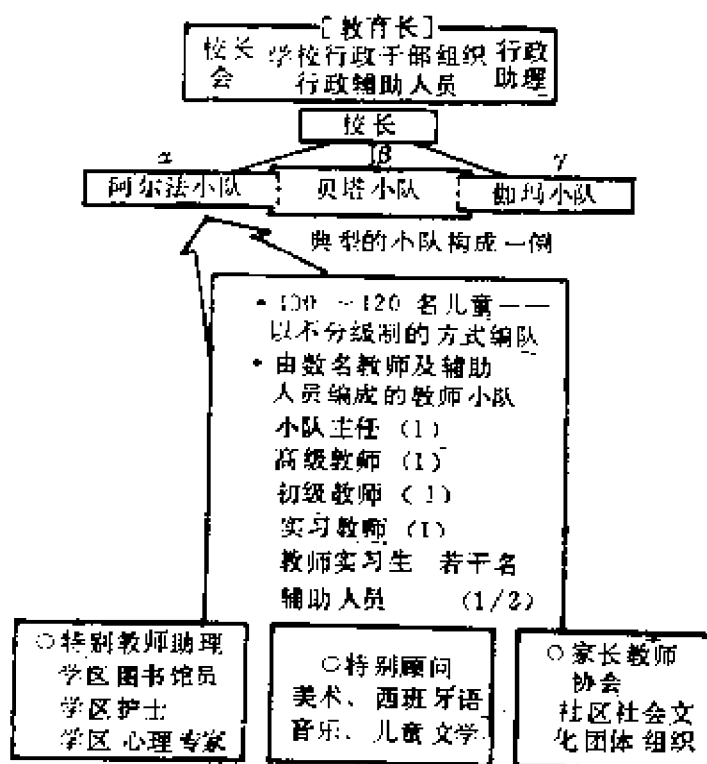 [教育长]
校长 学校行政干部组织 行政
会 行政辅助人员 助理
校长
α β γ
阿尔法小队 贝塔小队 伽玛小队
典型的小队构成一例
• 100 ~120 名儿童——
以不分级制的方式编队
• 由数名教师及辅助
人员编成的教师小队
小队主任 (1)
高级教师 (1)
初级教师 (1)
实习教师 (1)
教师实习生 若干名
辅助人员 (1/2)
○特别教师助理
学区图书馆员
学区护士
学区心理专家
○特别顾问
美术、西班牙语
音乐、儿童文学
○家长教师
协会
社区社会文
化团体组织